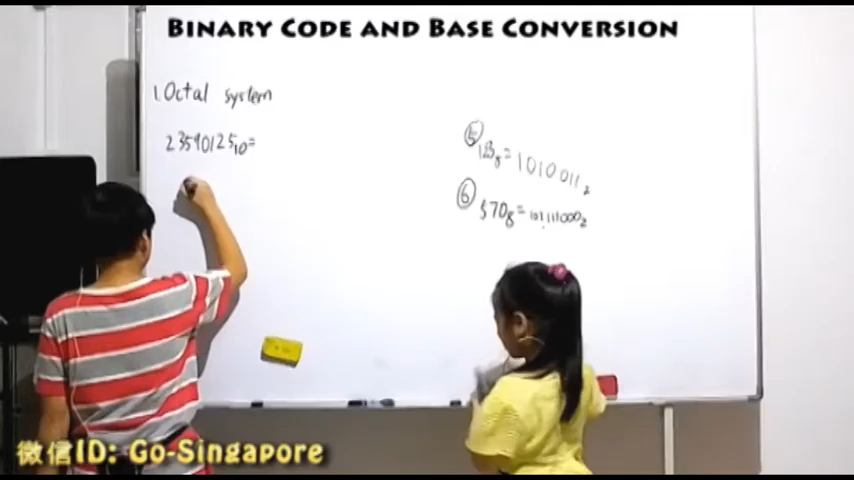 BINARY CODE AND BASE CONVERSION
1. Octal system
23590125₁₀=
⑤
123₈ = 1010011₂
⑥
570₈ = 101111000₂
微信ID: Go-Singapore